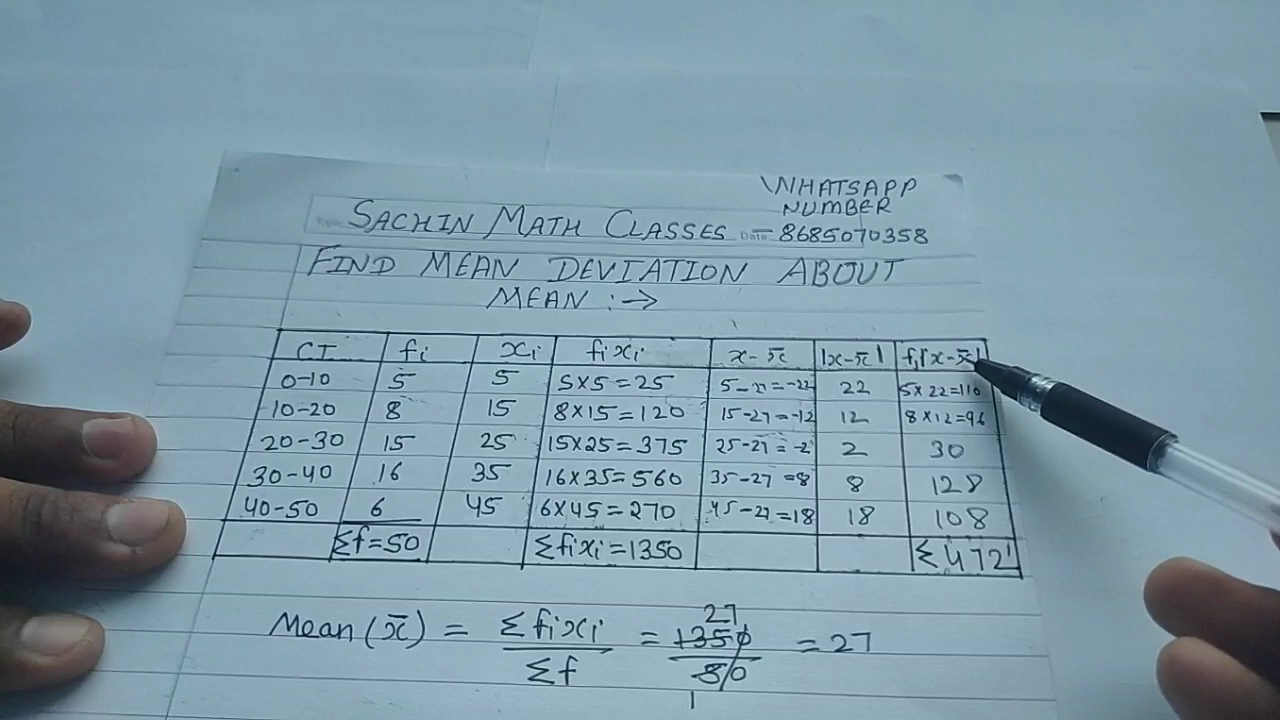 WHATSAPP
NUMBER
SACHIN MATH CLASSES – 8685070358
FIND MEAN DEVIATION ABOUT
MEAN :→
CI fi xi fixi x-x̄ |x-x̄| fi|x-x̄|
0-10 5 5 5×5=25 5-27=-22 22 5×22=110
10-20 8 15 8×15=120 15-27=-12 12 8×12=96
20-30 15 25 15×25=375 25-27=-2 2 30
30-40 16 35 16×35=560 35-27=8 8 128
40-50 6 45 6×45=270 45-27=18 18 108
Σf=50 Σfixi=1350 Σ472
27
Mean(x̄) = Σfixi = 1350 = 27
Σf 50
1